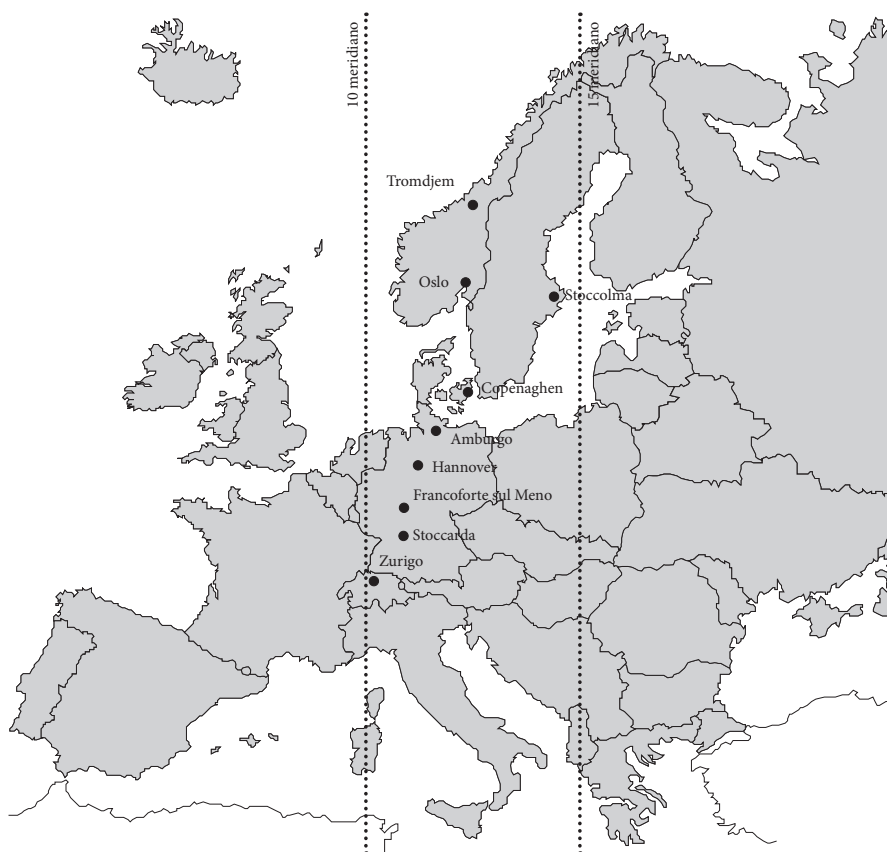 10 meridiano
15 meridiano
Tromdjem
Oslo
Stoccolma
Copenaghen
Amburgo
Hannover
Francoforte sul Meno
Stoccarda
Zurigo